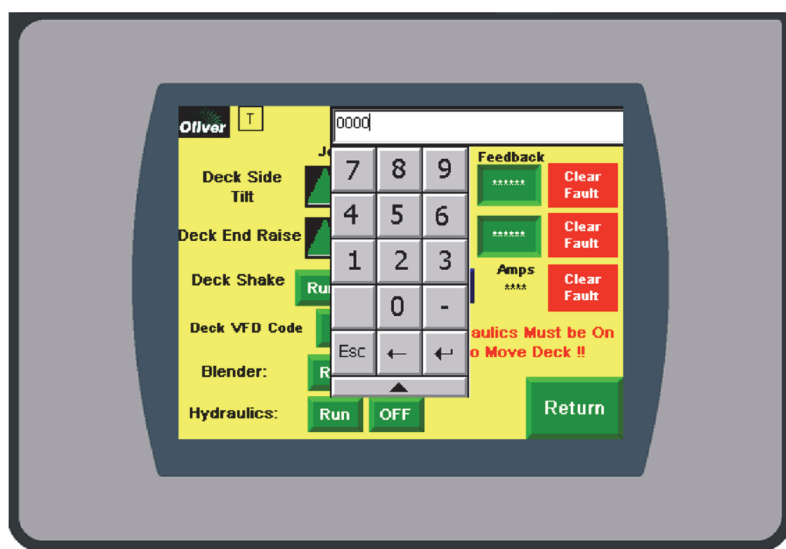 Oliver T 0000
Feedback
Deck Side
Tilt
****** Clear
Fault
Deck End Raise
****** Clear
Fault
Deck Shake
Amps
**** Clear
Fault
Deck VFD Code
aulics Must be On
o Move Deck !!
Blender:
Hydraulics: Run OFF
Return
7 8 9
4 5 6
1 2 3
0 -
Esc ← ↵